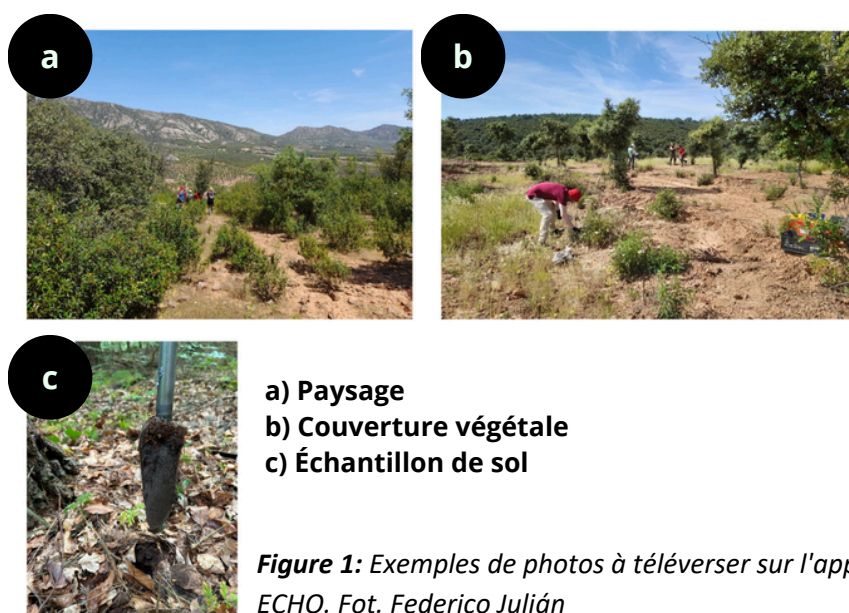 a
b
c
a) Paysage
b) Couverture végétale
c) Échantillon de sol
Figure 1: Exemples de photos à téléverser sur l'app
ECHO. Fot. Federico Julián